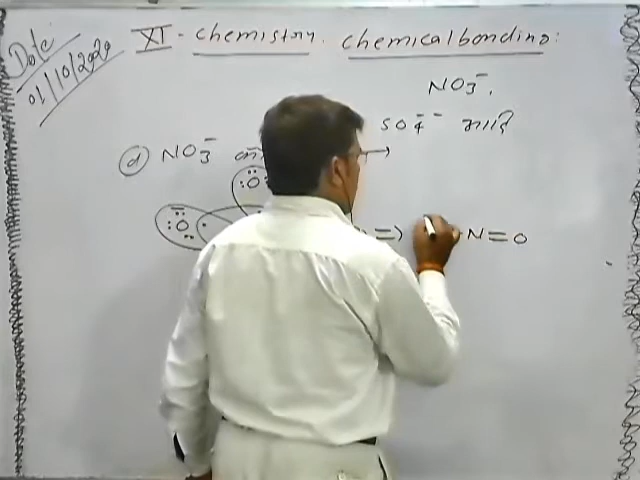 Date
01/10/2020
XI - chemistry. chemical bonding:
NO3⁻.
SO4⁻⁻
(d) NO3⁻
:O:
:O:
=> N=O